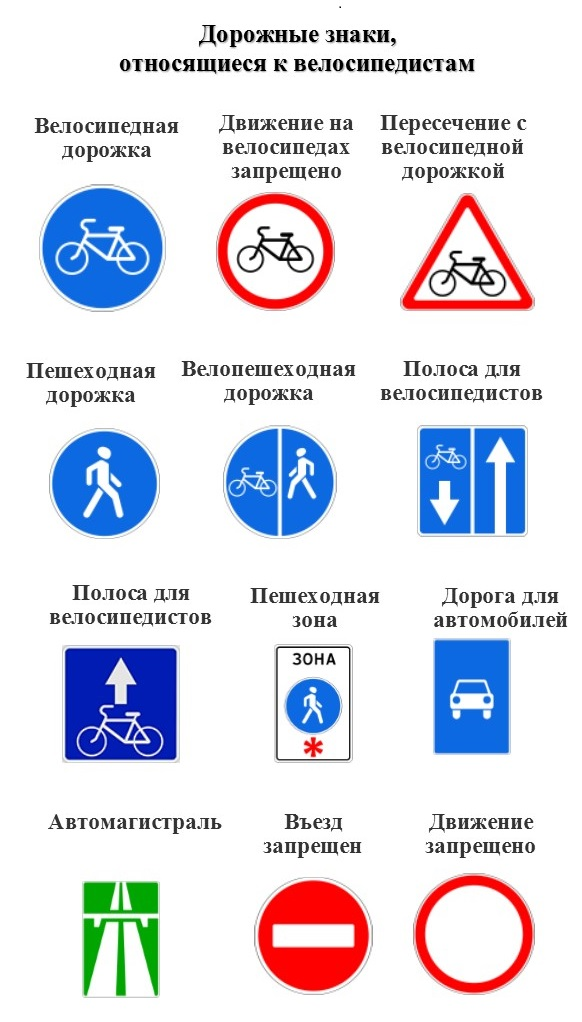 Дорожные знаки,
относящиеся к велосипедистам
Велосипедная
дорожка
Движение на
велосипедах
запрещено
Пересечение с
велосипедной
дорожкой
Пешеходная
дорожка
Велопешеходная
дорожка
Полоса для
велосипедистов
Полоса для
велосипедистов
Пешеходная
зона
ЗОНА
Дорога для
автомобилей
Автомагистраль
Въезд
запрещен
Движение
запрещено